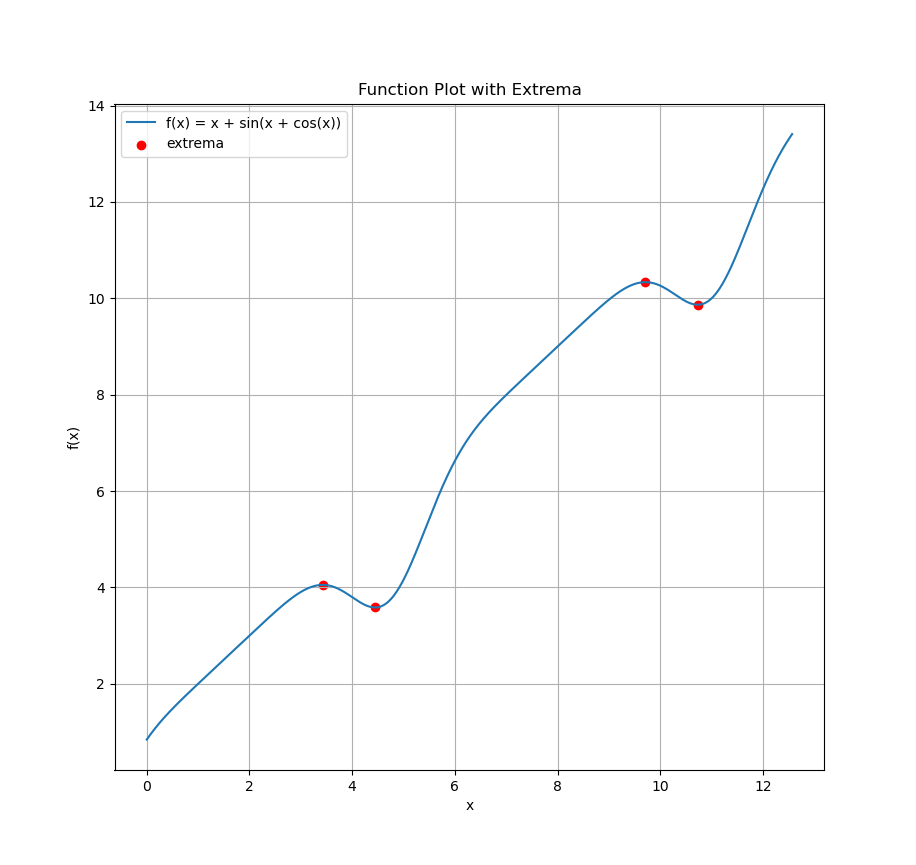 Function Plot with Extrema
f(x) = x + sin(x + cos(x))
extrema
14
12
10
8
6
4
2
f(x)
0 2 4 6 8 10 12
x